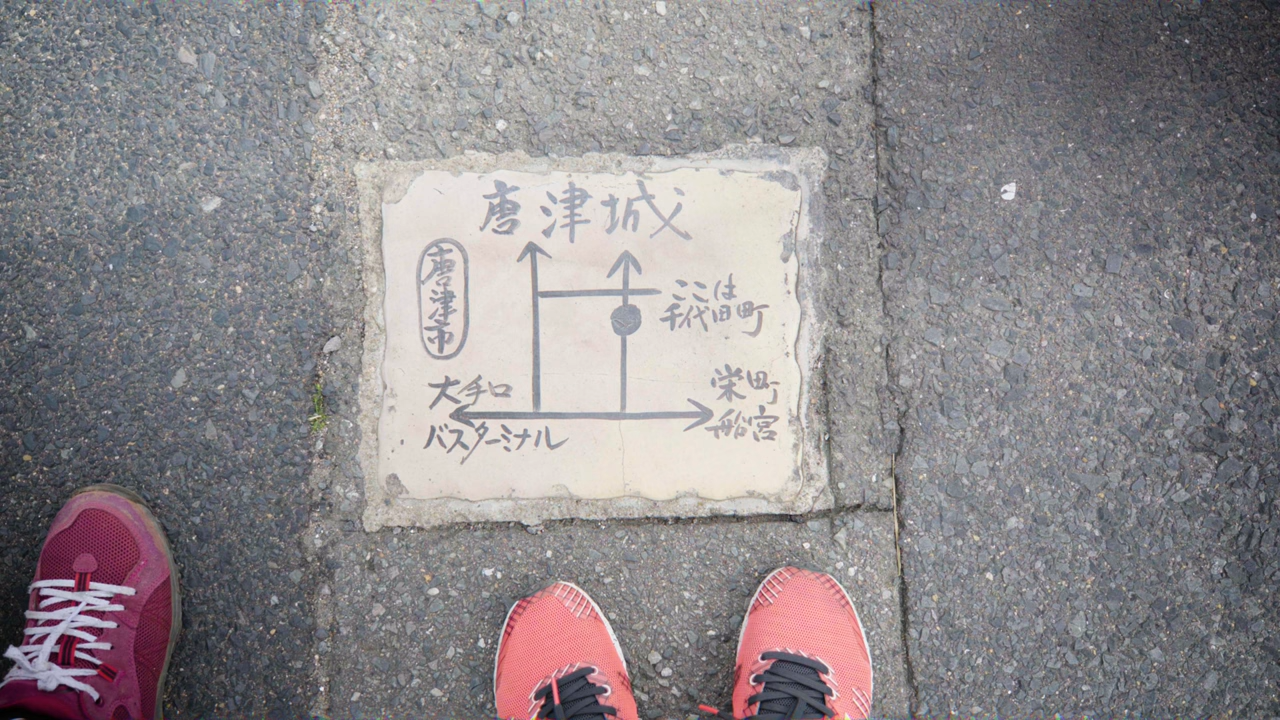 唐津城
唐津市
ここは
千代田町
大手口
バスターミナル
栄町
船宮